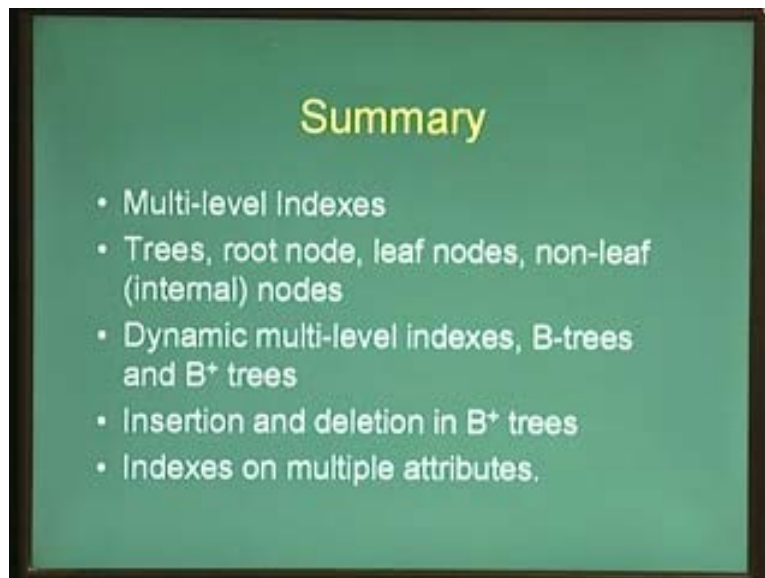 Summary
• Multi-level Indexes
• Trees, root node, leaf nodes, non-leaf
(internal) nodes
• Dynamic multi-level indexes, B-trees
and B⁺ trees
• Insertion and deletion in B⁺ trees
• Indexes on multiple attributes.